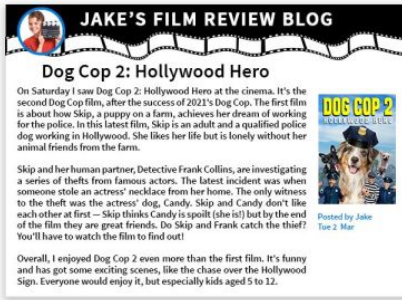 JAKE'S FILM REVIEW BLOG
Dog Cop 2: Hollywood Hero
On Saturday I saw Dog Cop 2: Hollywood Hero at the cinema. It's the
second Dog Cop film, after the success of 2021's Dog Cop. The first film
is about how Skip, a puppy on a farm, achieves her dream of working
for the police. In this latest film, Skip is an adult and a qualified police
dog working in Hollywood. She likes her life but is lonely without her
animal friends from the farm.
Skip and her human partner, Detective Frank Collins, are investigating
a series of thefts from famous actors. The latest incident was when
someone stole an actress' necklace from her home. The only witness
to the theft was the actress' dog, Candy. Skip and Candy don't like
each other at first — Skip thinks Candy is spoilt (she is!) but by the end
of the film they are great friends. Do Skip and Frank catch the thief?
You'll have to watch the film to find out!
Overall, I enjoyed Dog Cop 2 even more than the first film. It's funny
and has got some exciting scenes, like the chase over the Hollywood
Sign. Everyone would enjoy it, but especially kids aged 5 to 12.
DOG COP 2
HOLLYWOOD HERO
Posted by Jake
Tue 2 Mar